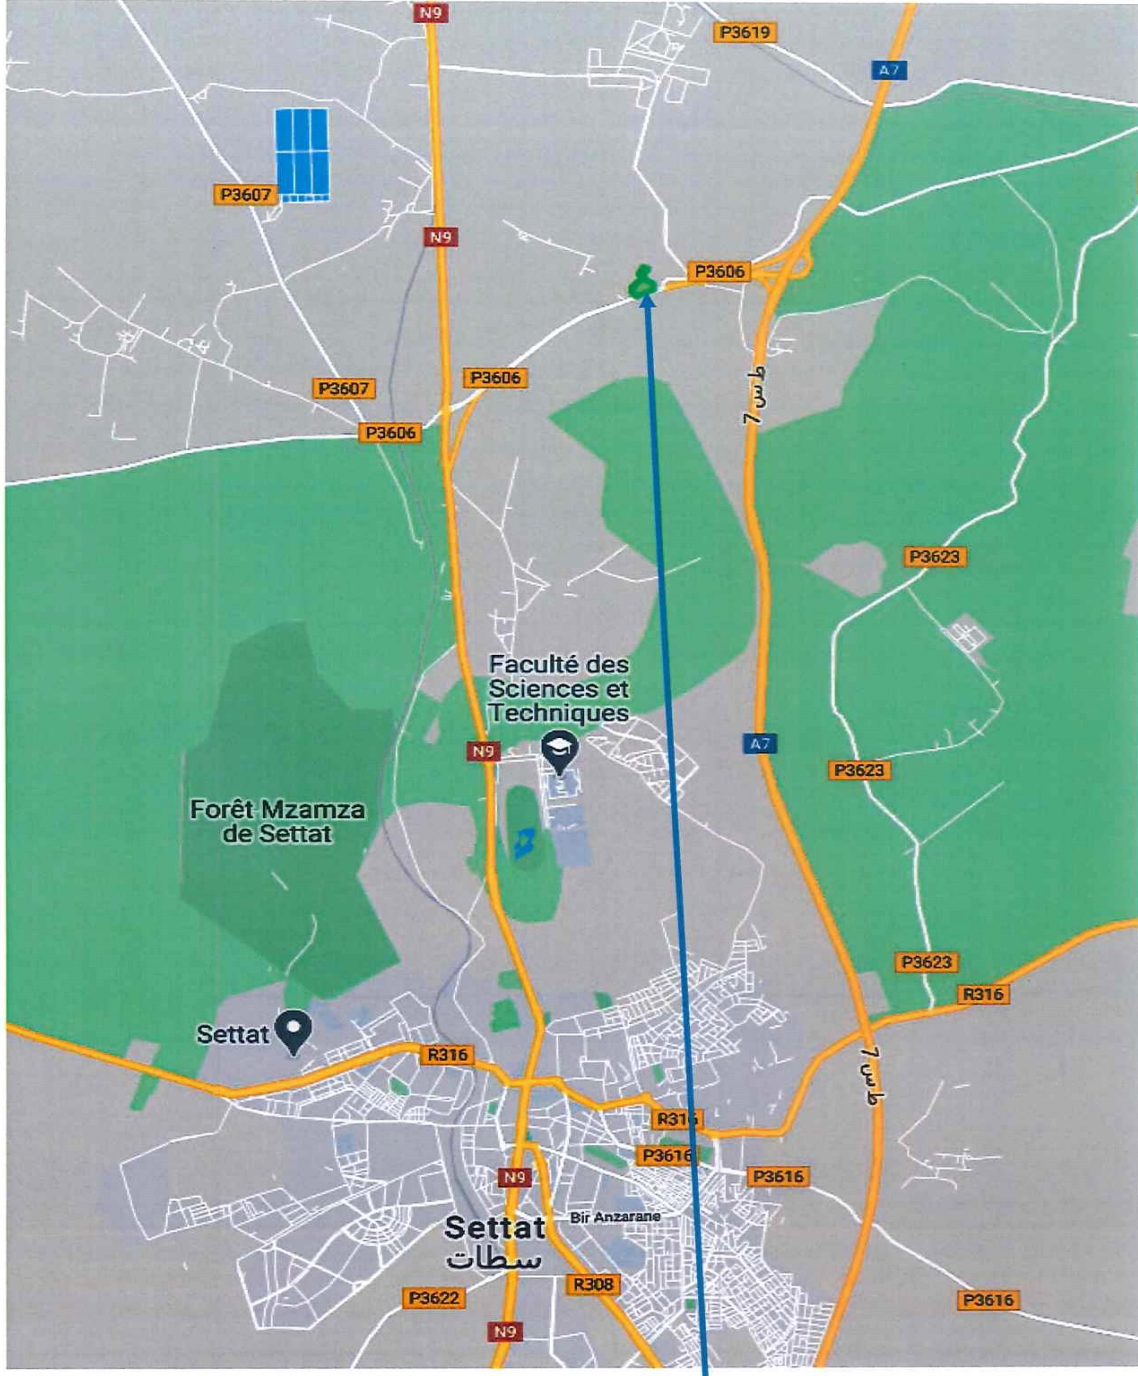 N9
P3619
A7
P3607
N9
P3606
P3607
P3606
P3606
ط س 7
P3623
Faculté des
Sciences et
Techniques
N9
A7
P3623
Forêt Mzamza
de Settat
P3623
R316
Settat
R316
ط س 7
R316
P3616
N9
P3616
Bir Anzarane
Settat
سطات
P3622
R308
P3616
N9